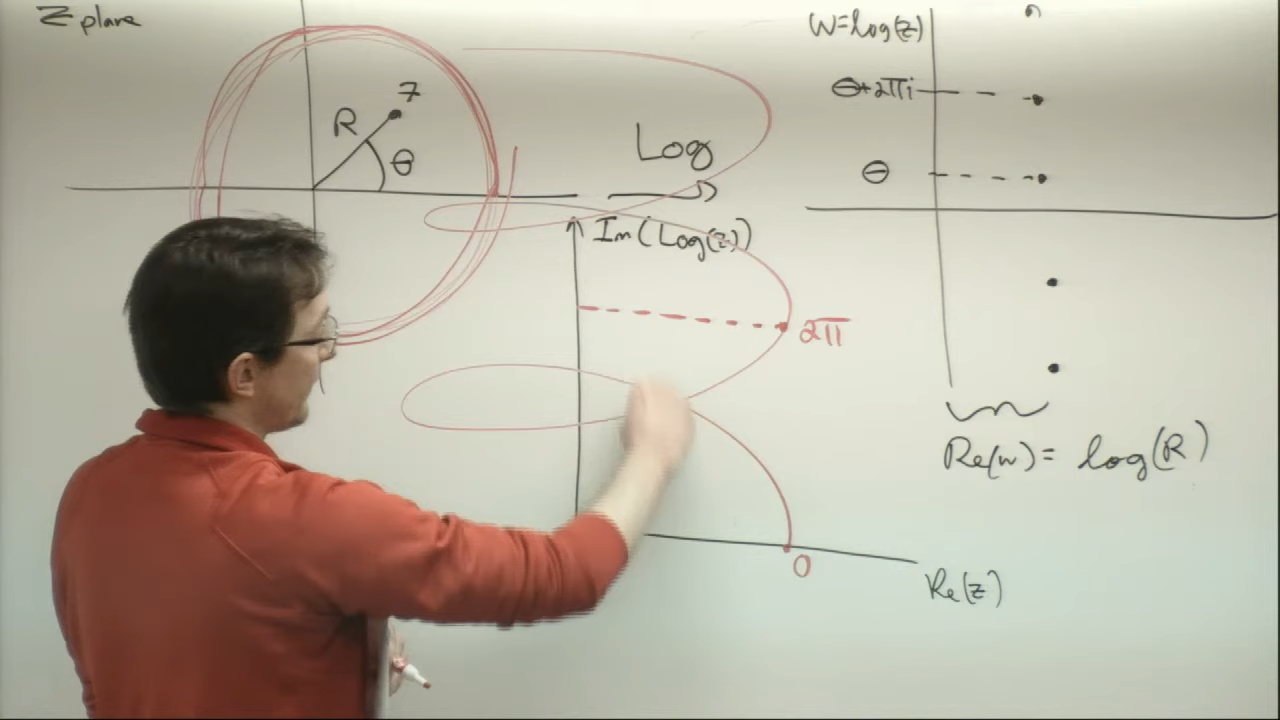 Z plane
z
R
θ
Log
Im(Log(z))
2π
0
Re(z)
W=log(z)
θ+2πi
θ
Re(w) = log(R)